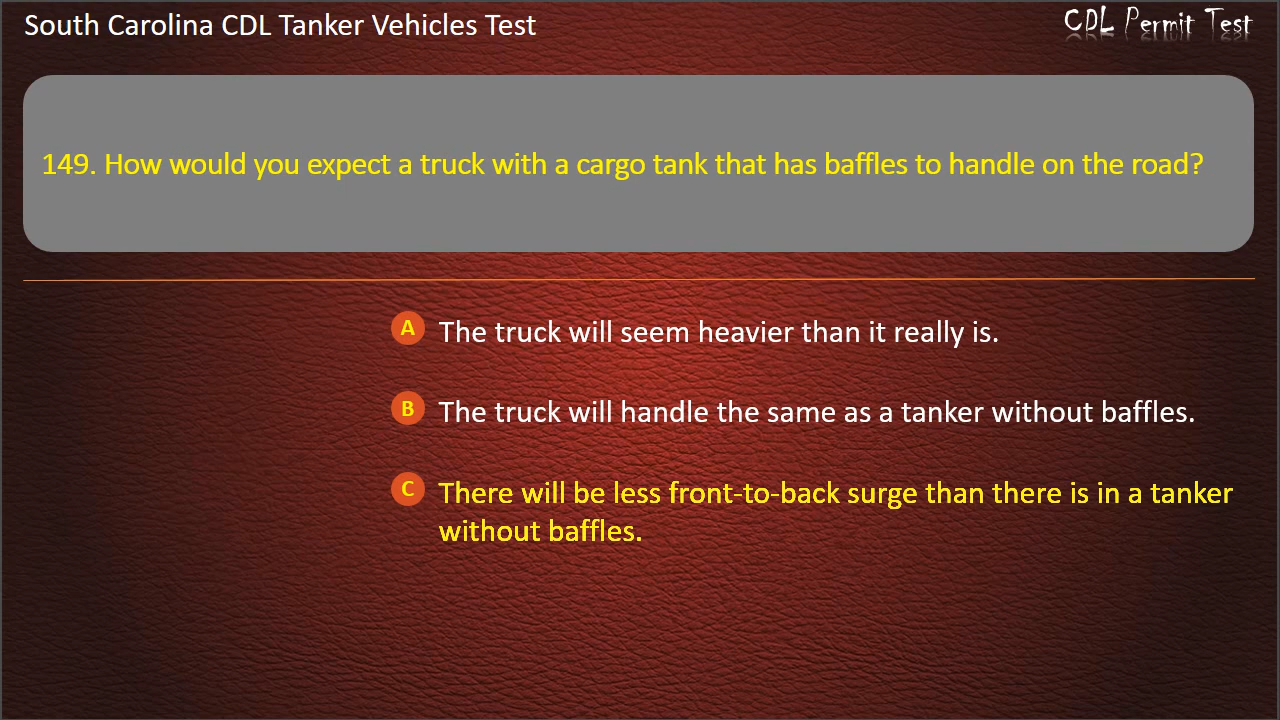 South Carolina CDL Tanker Vehicles Test
CDL Permit Test
149. How would you expect a truck with a cargo tank that has baffles to handle on the road?
A The truck will seem heavier than it really is.
B The truck will handle the same as a tanker without baffles.
C There will be less front-to-back surge than there is in a tanker
without baffles.